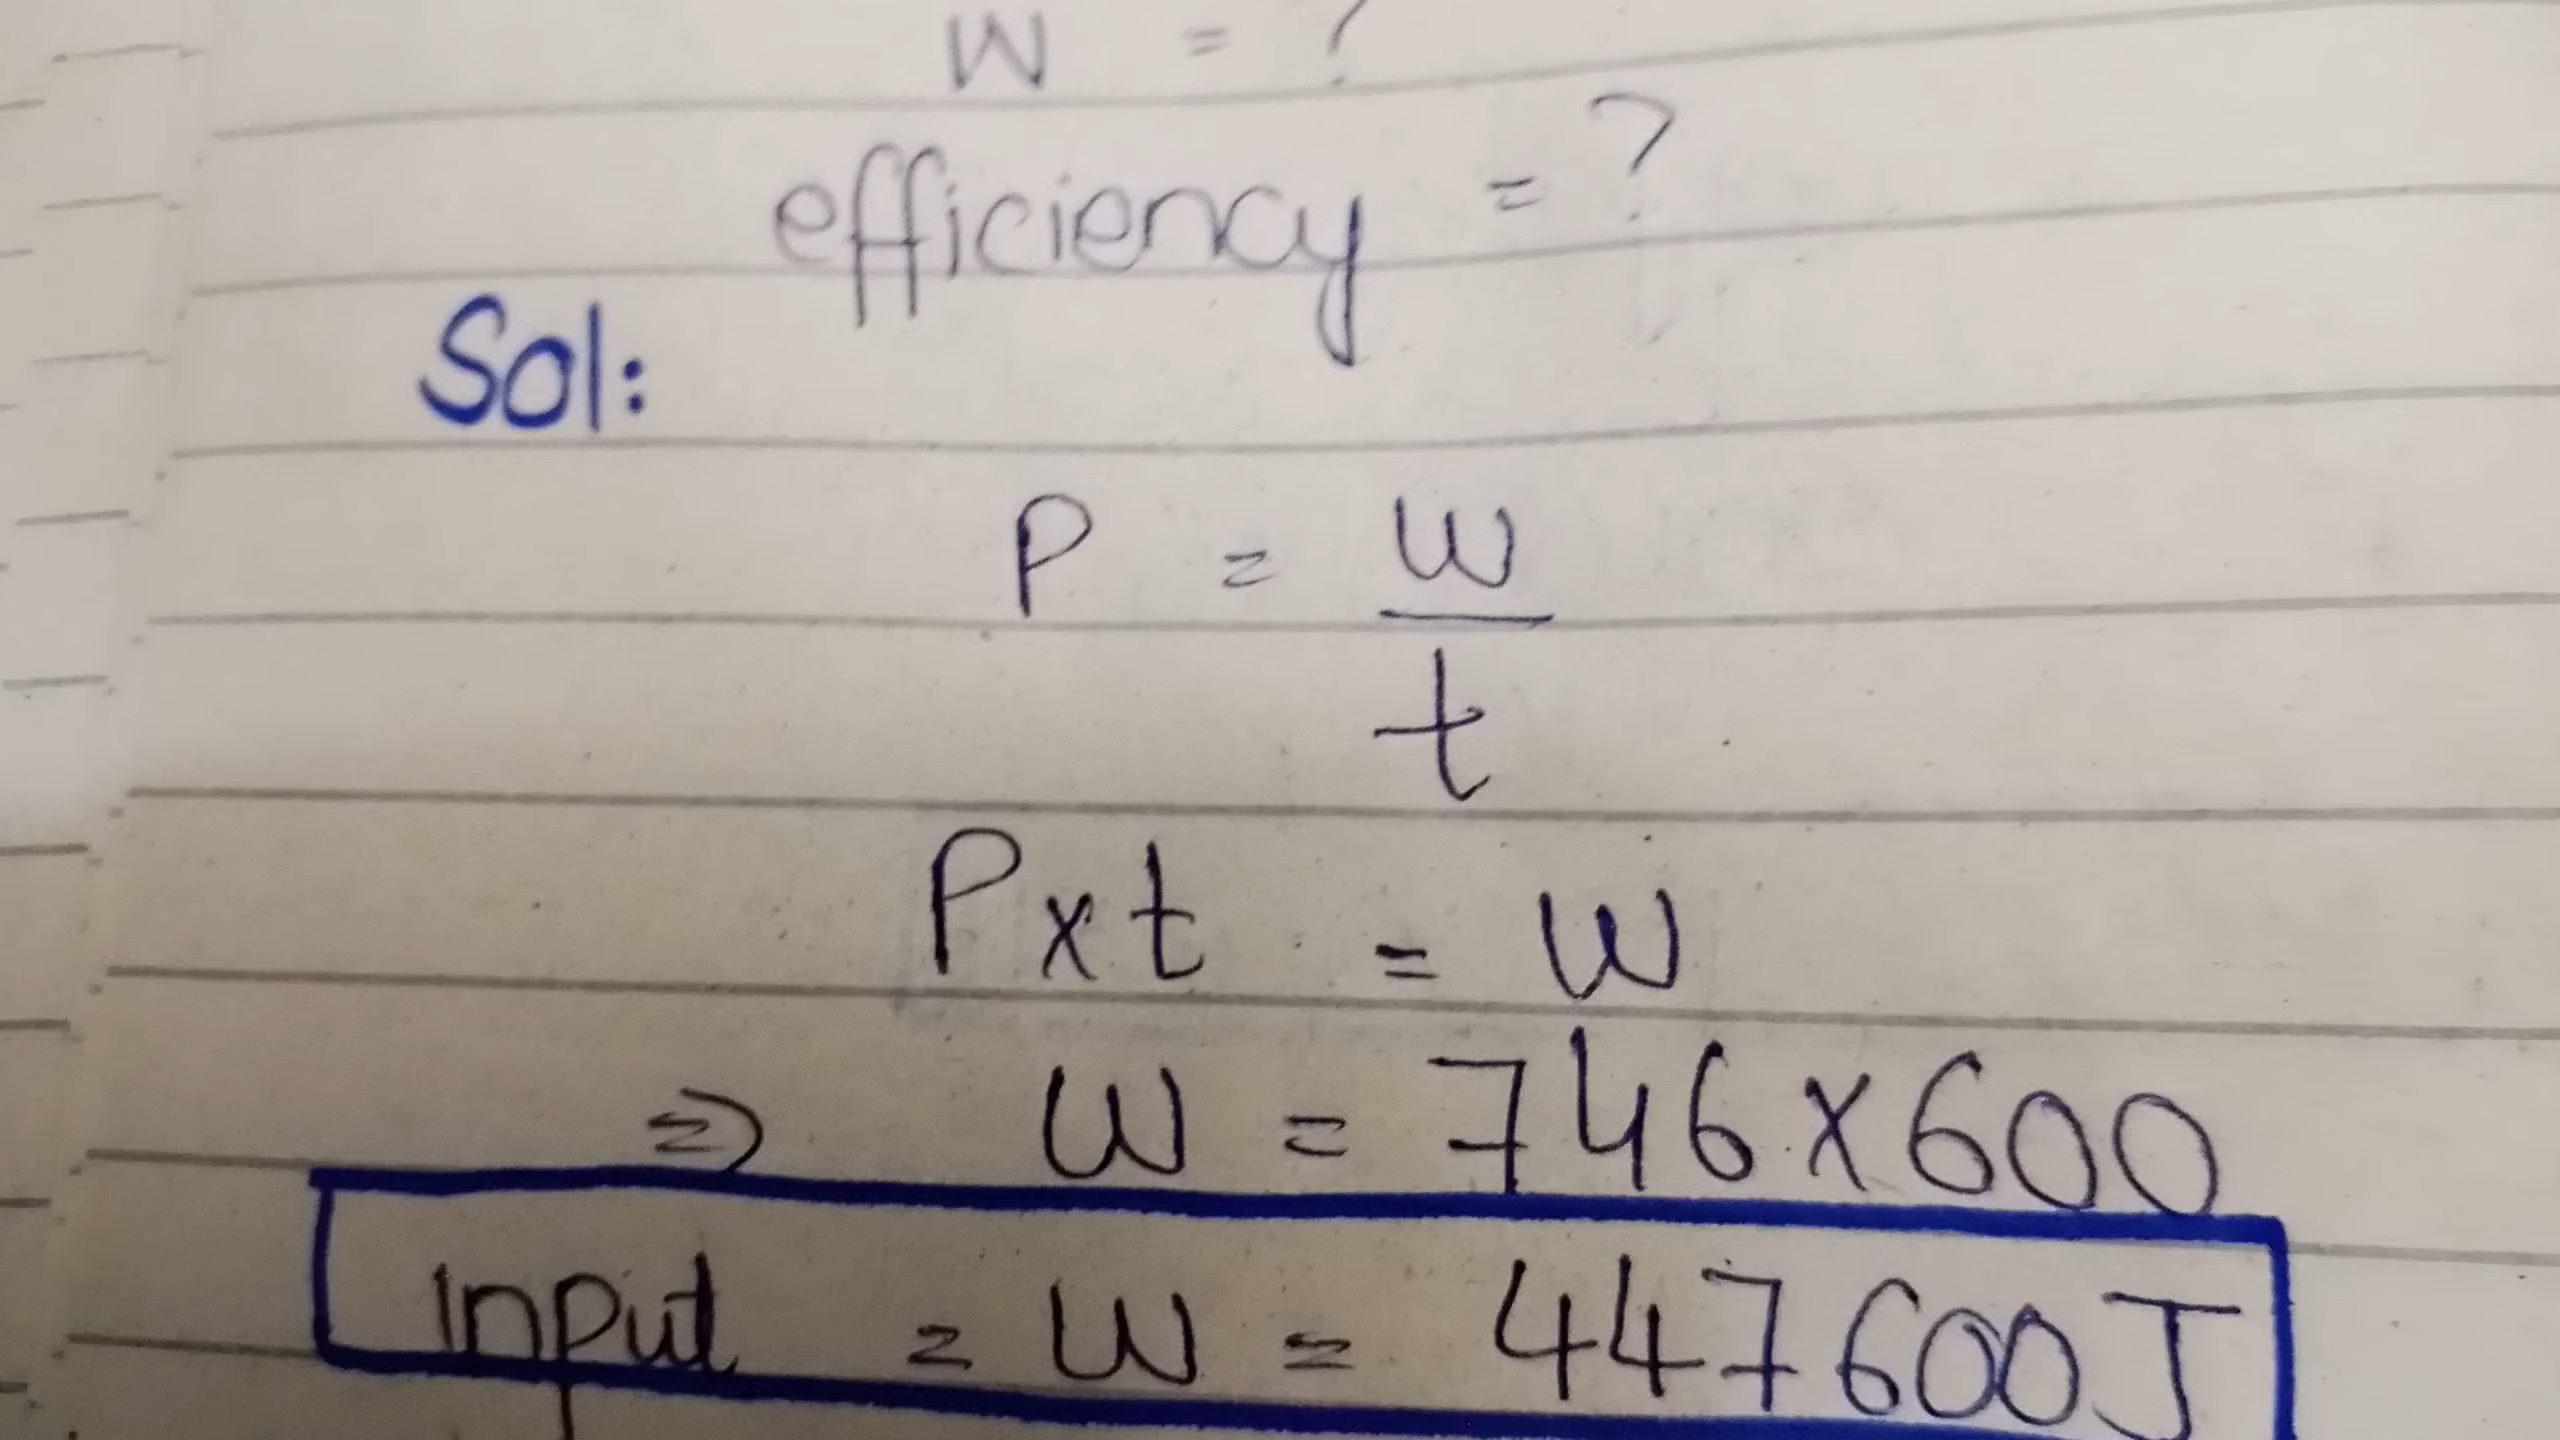 W = ?
efficiency = ?
Sol:
P = W
t
P x t = W
⇒ W = 746 x 600
Input = W = 447600 J